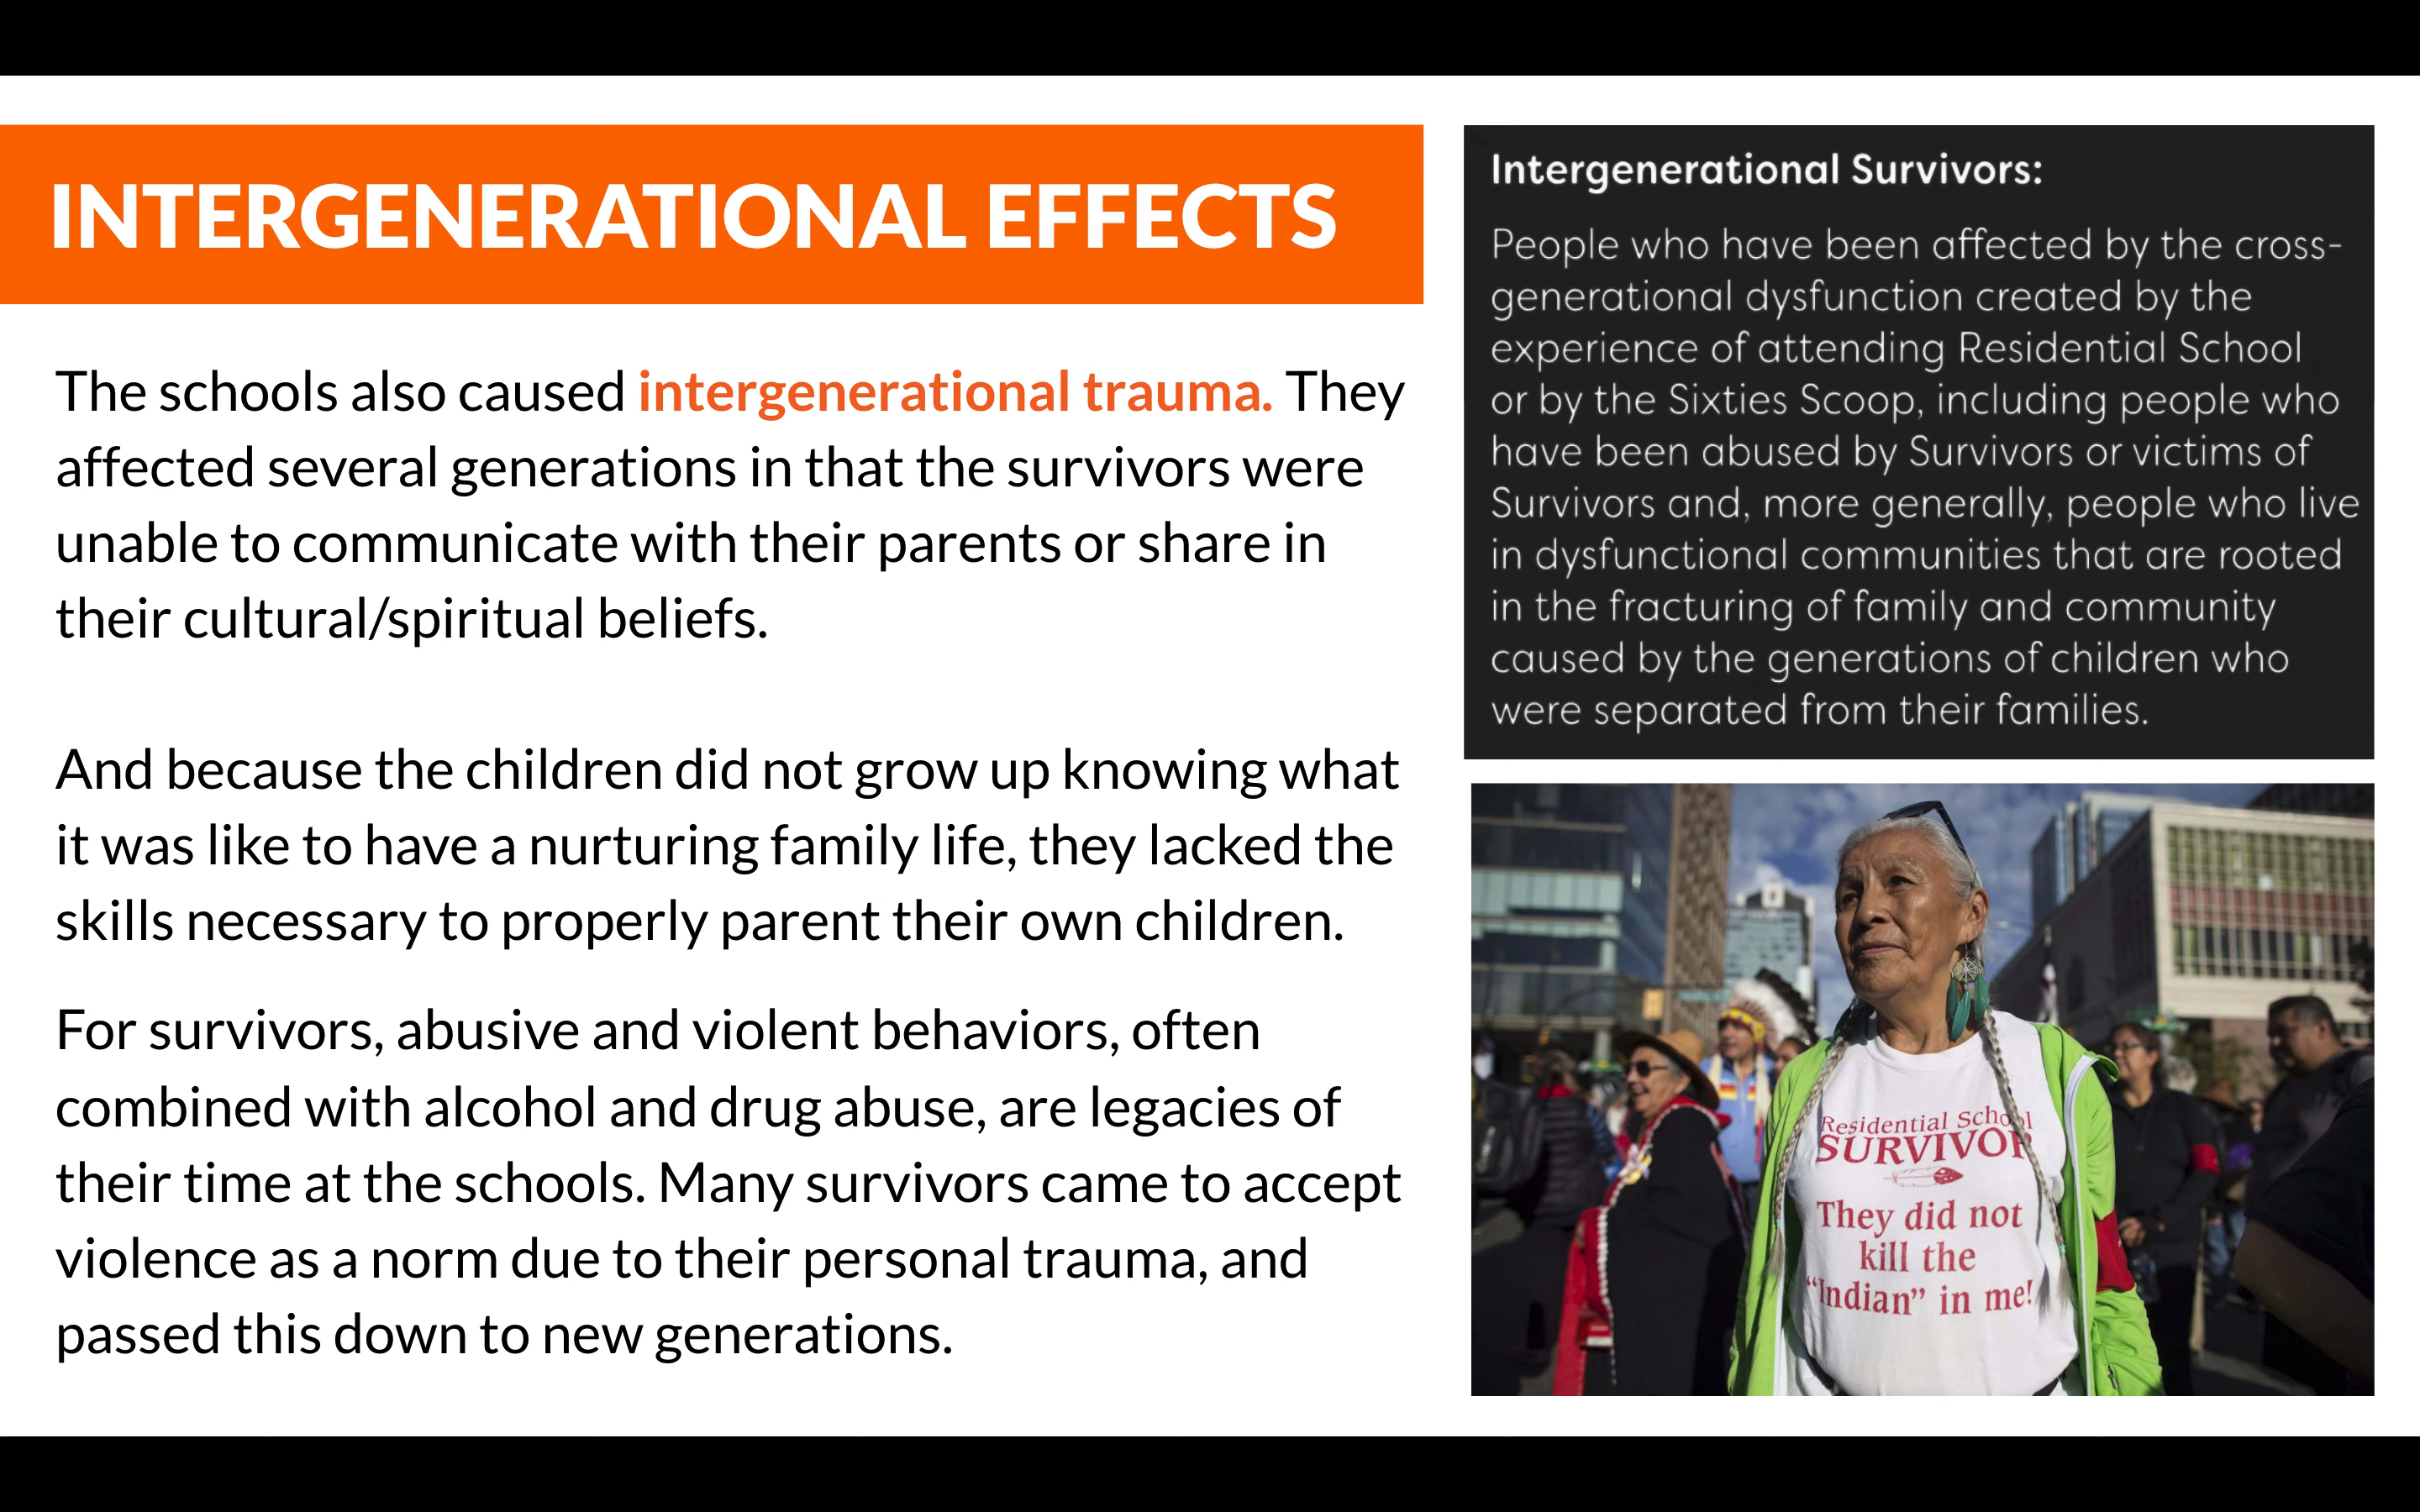 INTERGENERATIONAL EFFECTS
The schools also caused intergenerational trauma. They
affected several generations in that the survivors were
unable to communicate with their parents or share in
their cultural/spiritual beliefs.
And because the children did not grow up knowing what
it was like to have a nurturing family life, they lacked the
skills necessary to properly parent their own children.
For survivors, abusive and violent behaviors, often
combined with alcohol and drug abuse, are legacies of
their time at the schools. Many survivors came to accept
violence as a norm due to their personal trauma, and
passed this down to new generations.
Intergenerational Survivors:
People who have been affected by the cross-
generational dysfunction created by the
experience of attending Residential School
or by the Sixties Scoop, including people who
have been abused by Survivors or victims of
Survivors and, more generally, people who live
in dysfunctional communities that are rooted
in the fracturing of family and community
caused by the generations of children who
were separated from their families.
Residential School
SURVIVOR
They did not
kill the
"Indian" in me!